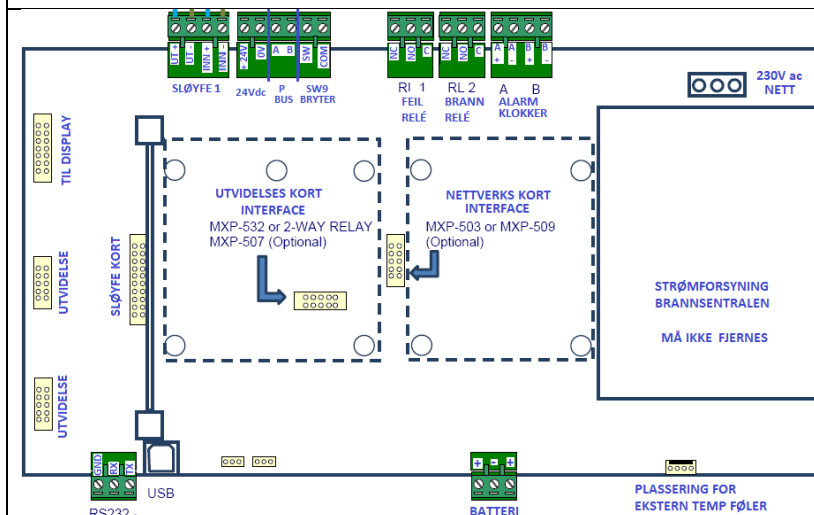 UT +
UT -
INN +
INN -
+ 24V
0V
A
B
SW
COM
NC
NO
C
NC
NO
C
A
+
A
-
B
+
B
-
SLØYFE 1
24Vdc
P
BUS
SW9
BRYTER
RI 1
FEIL
RELÉ
RL 2
BRANN
RELÉ
A B
ALARM
KLOKKER
230V ac
NETT
TIL DISPLAY
UTVIDELSE
UTVIDELSE
SLØYFE KORT
UTVIDELSES KORT
INTERFACE
MXP-532 or 2-WAY RELAY
MXP-507 (Optional)
NETTVERKS KORT
INTERFACE
MXP-503 or MXP-509
(Optional)
STRØMFORSYNING
BRANNSENTRALEN
MÅ IKKE FJERNES
GND
RX
TX
USB
RS232 -
+
-
+
BATTERI
PLASSERING FOR
EKSTERN TEMP FØLER